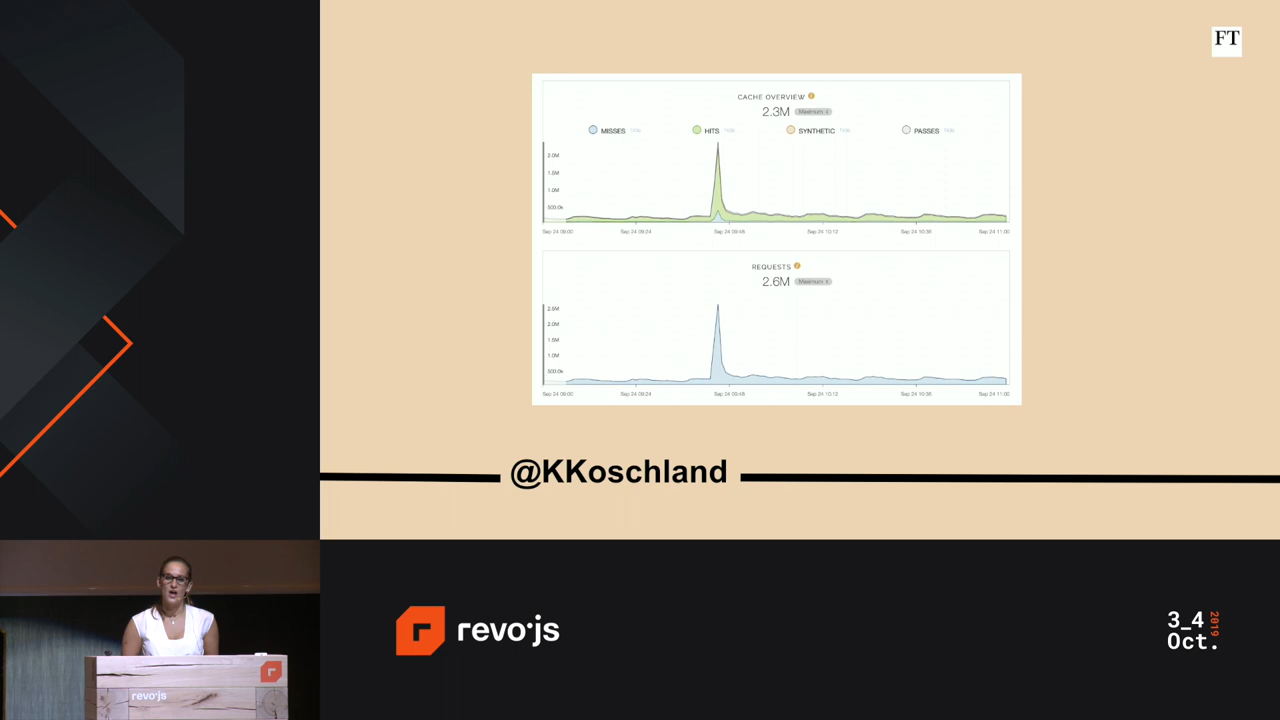 FT
CACHE OVERVIEW
2.3M Maximum
MISSES HITS SYNTHETIC PASSES
2.0M
1.5M
1.0M
500.0k
Sep 24 09:00 Sep 24 09:24 Sep 24 09:48 Sep 24 10:12 Sep 24 10:36 Sep 24 11:00
REQUESTS
2.6M Maximum
2.5M
2.0M
1.5M
1.0M
500.0k
Sep 24 09:00 Sep 24 09:24 Sep 24 09:48 Sep 24 10:12 Sep 24 10:36 Sep 24 11:00
@KKoschland
revo·js
revo·js
3_4
Oct.
2019